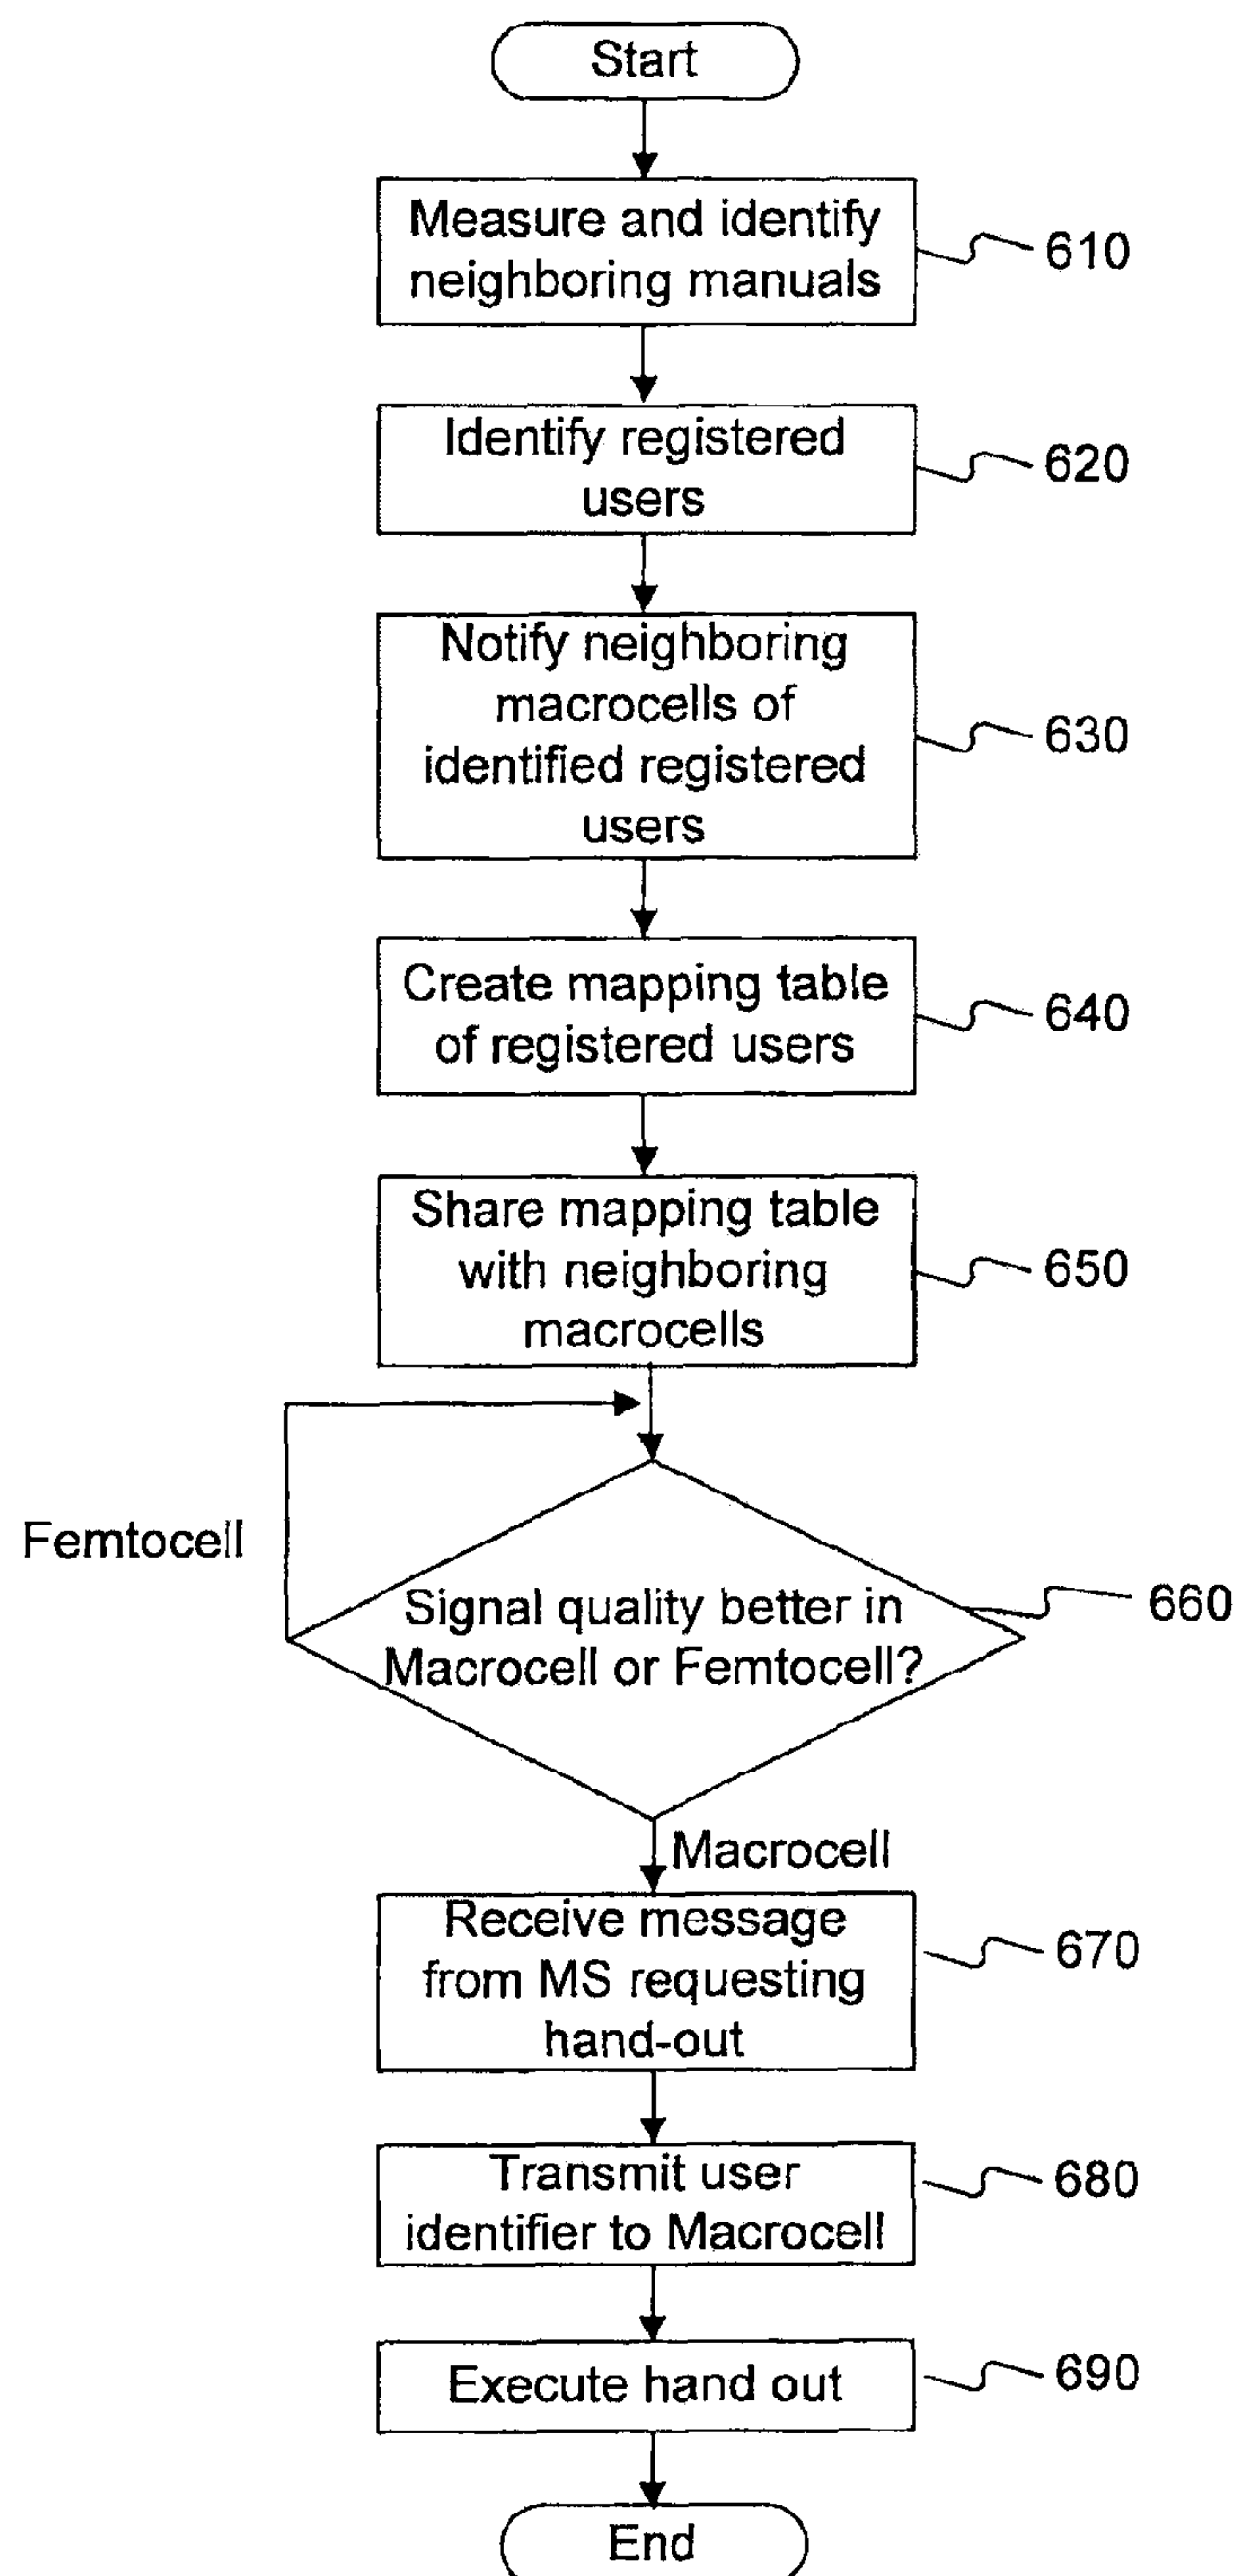 Start
Measure and identify
neighboring manuals
610
Identify registered
users
620
Notify neighboring
macrocells of
identified registered
users
630
Create mapping table
of registered users
640
Share mapping table
with neighboring
macrocells
650
Femtocell
Signal quality better in
Macrocell or Femtocell?
660
Macrocell
Receive message
from MS requesting
hand-out
670
Transmit user
identifier to Macrocell
680
Execute hand out
690
End